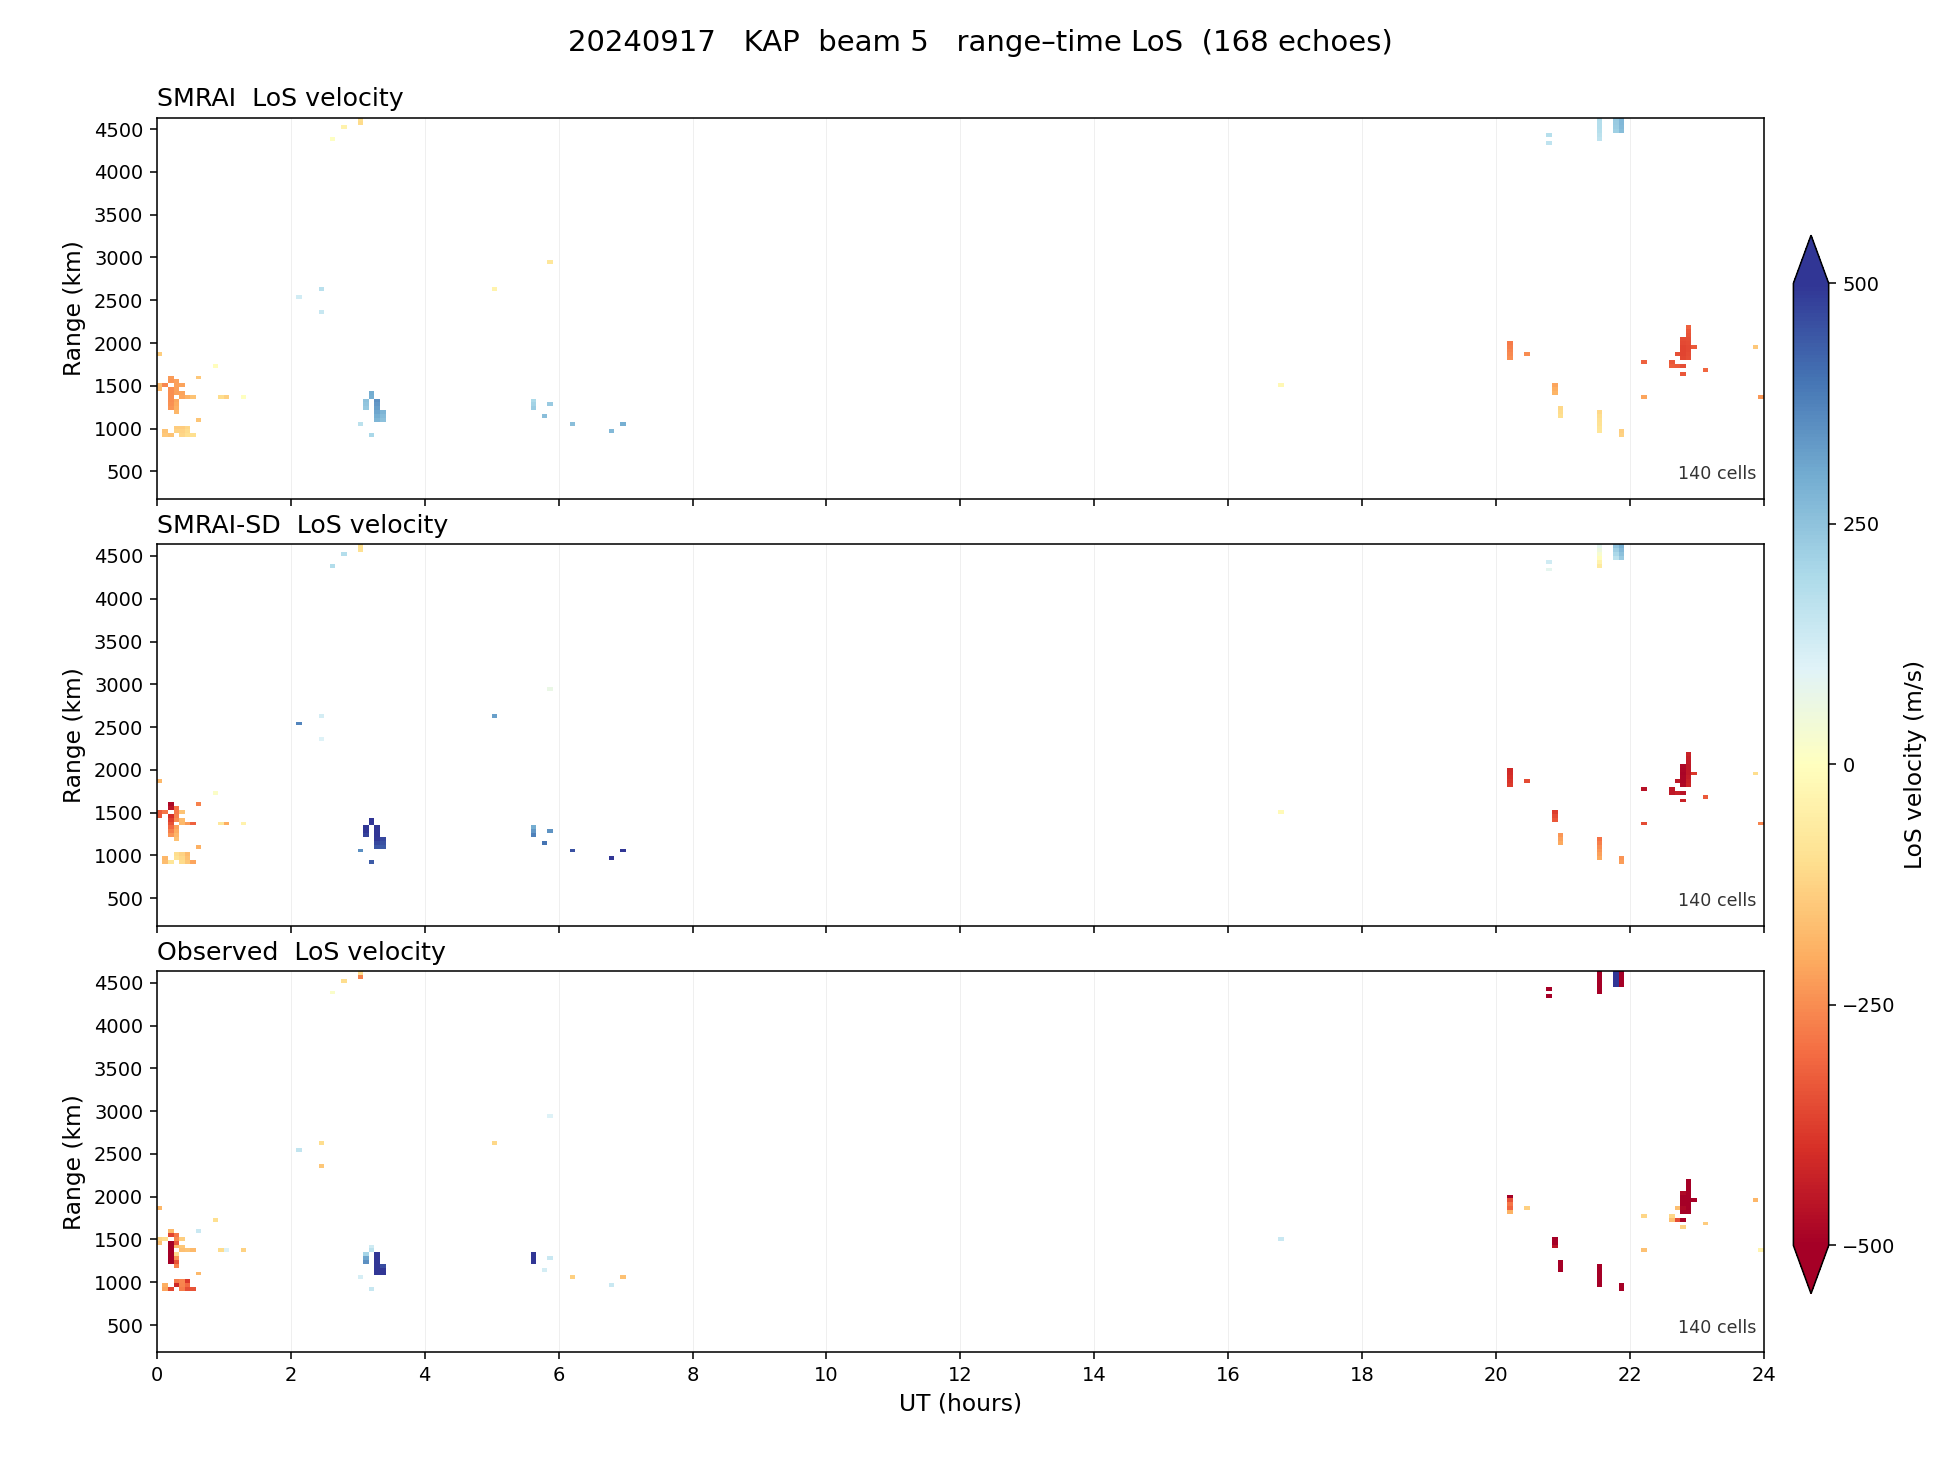 20240917   KAP  beam 5   range–time LoS  (168 echoes)
SMRAI  LoS velocity
4500
4000
3500
3000
2500
2000
1500
1000
500
Range (km)
140 cells
SMRAI-SD  LoS velocity
4500
4000
3500
3000
2500
2000
1500
1000
500
Range (km)
140 cells
Observed  LoS velocity
4500
4000
3500
3000
2500
2000
1500
1000
500
Range (km)
140 cells
0 2 4 6 8 10 12 14 16 18 20 22 24
UT (hours)
500
250
0
−250
−500
LoS velocity (m/s)